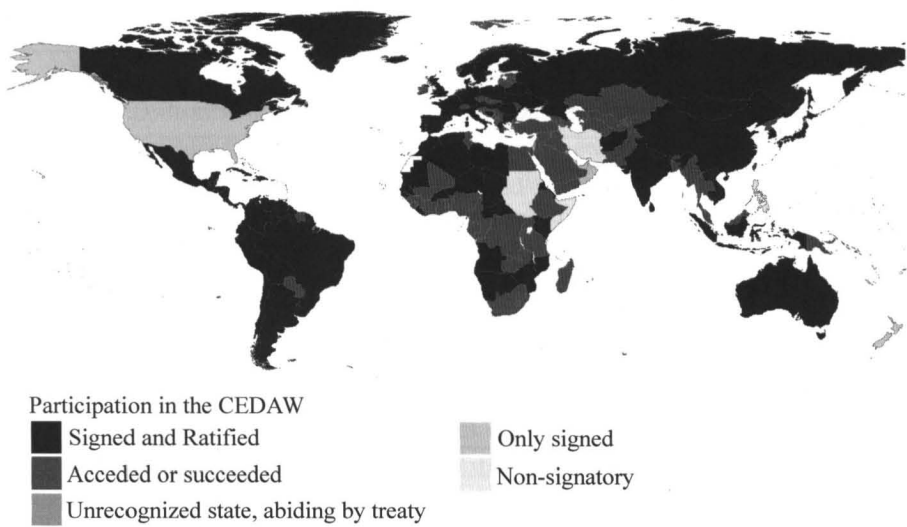 Participation in the CEDAW
Signed and Ratified
Acceded or succeeded
Unrecognized state, abiding by treaty
Only signed
Non-signatory